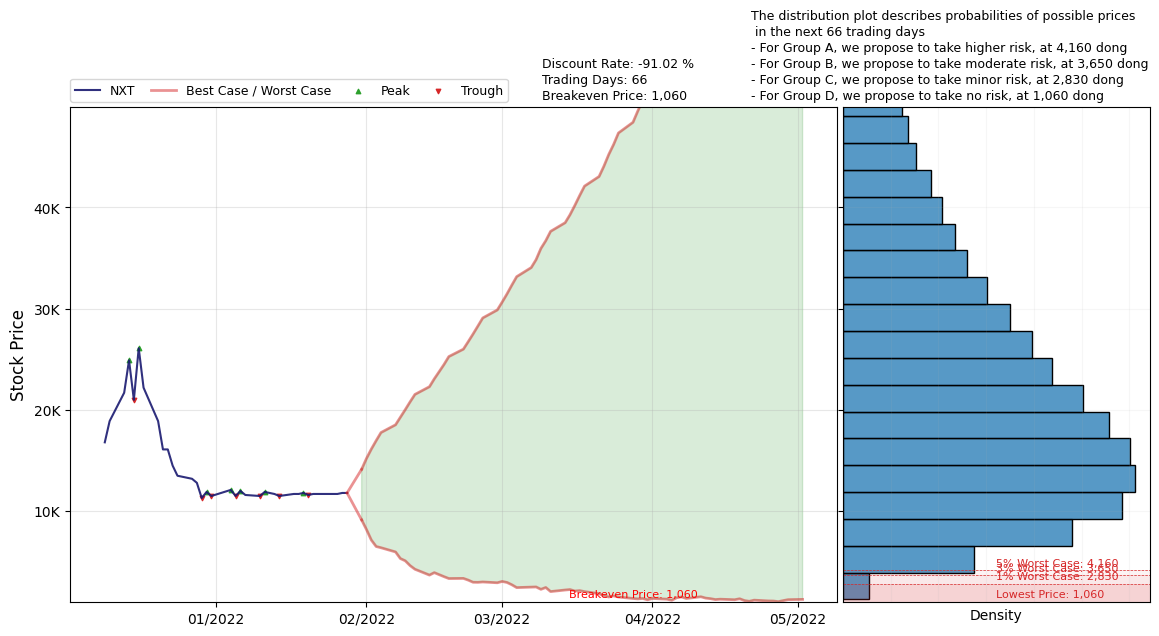 The distribution plot describes probabilities of possible prices
in the next 66 trading days
- For Group A, we propose to take higher risk, at 4,160 dong
- For Group B, we propose to take moderate risk, at 3,650 dong
- For Group C, we propose to take minor risk, at 2,830 dong
- For Group D, we propose to take no risk, at 1,060 dong
Discount Rate: -91.02 %
Trading Days: 66
Breakeven Price: 1,060
NXT
Best Case / Worst Case
Peak
Trough
Stock Price
40K
30K
20K
10K
01/2022
02/2022
03/2022
04/2022
05/2022
Breakeven Price: 1,060
5% Worst Case: 4,160
3% Worst Case: 3,650
1% Worst Case: 2,830
Lowest Price: 1,060
Density